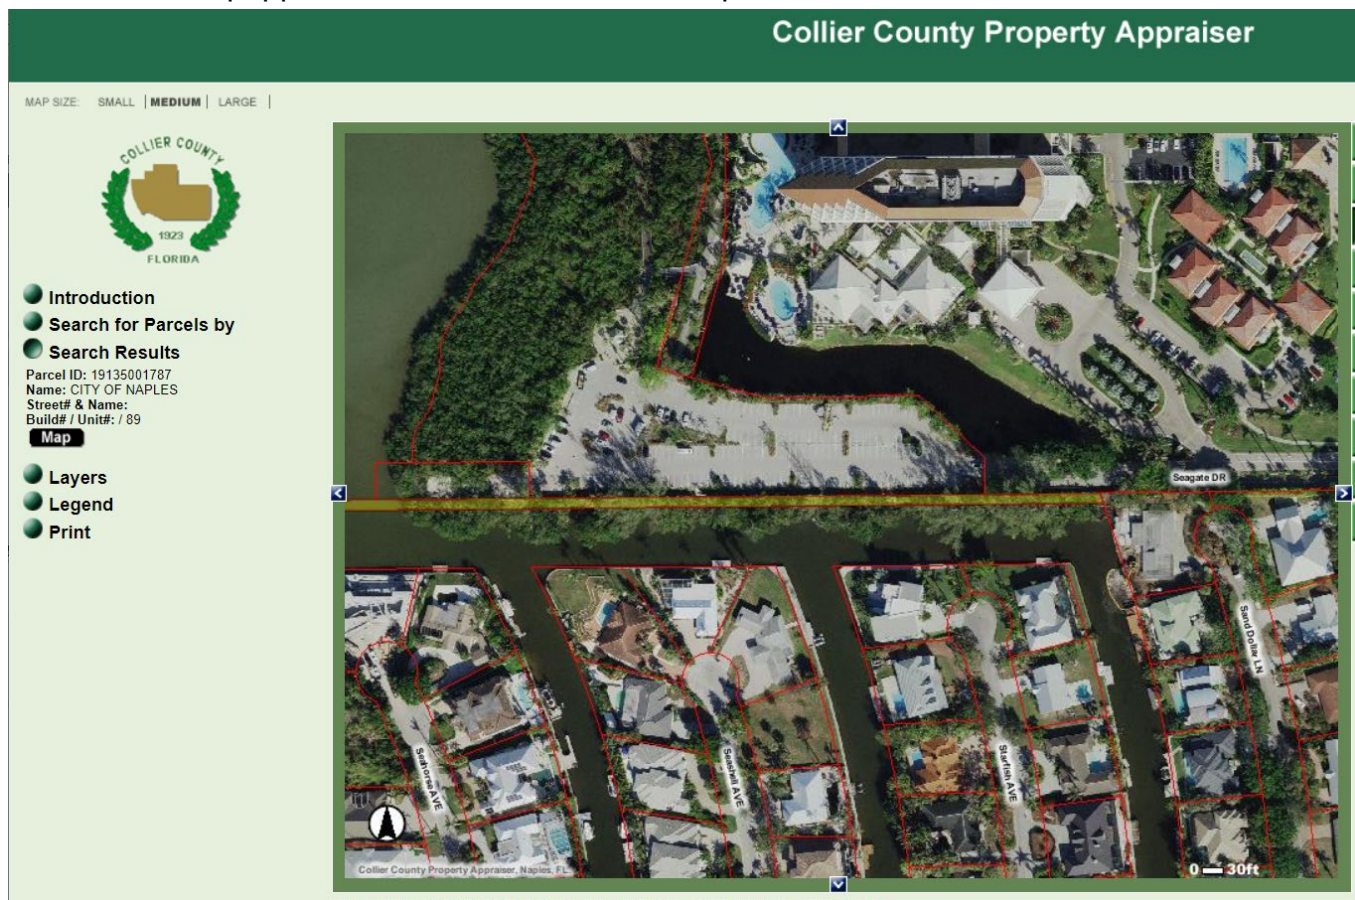 Collier County Property Appraiser
MAP SIZE: SMALL | MEDIUM | LARGE |
COLLIER COUNTY
1923
FLORIDA
Introduction
Search for Parcels by
Search Results
Parcel ID: 19135001787
Name: CITY OF NAPLES
Street# & Name:
Build# / Unit#: / 89
Map
Layers
Legend
Print
Seagate DR
Sand Dollar LN
Seahorse AVE
Seashell AVE
Starfish AVE
Collier County Property Appraiser, Naples, FL.
0 30ft